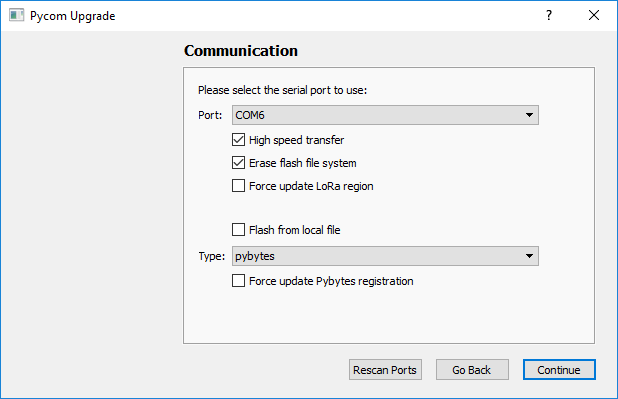 Pycom Upgrade
Communication
Please select the serial port to use:
Port: COM6
High speed transfer
Erase flash file system
Force update LoRa region
Flash from local file
Type: pybytes
Force update Pybytes registration
Rescan Ports Go Back Continue